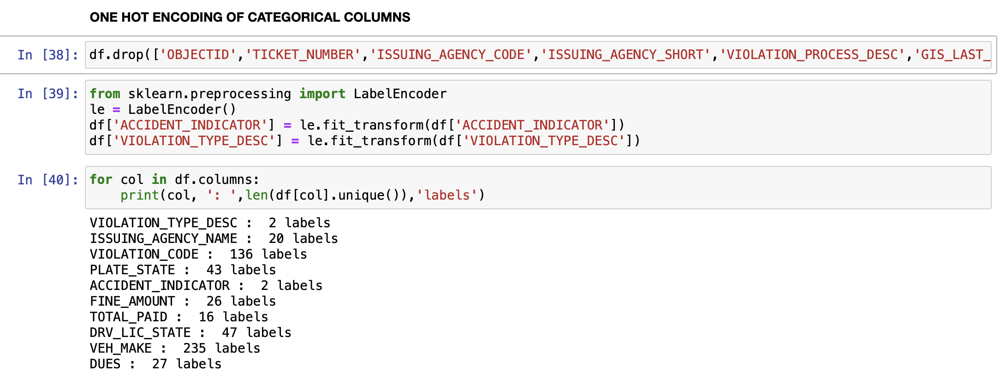 ONE HOT ENCODING OF CATEGORICAL COLUMNS
In [38]: df.drop(['OBJECTID','TICKET_NUMBER','ISSUING_AGENCY_CODE','ISSUING_AGENCY_SHORT','VIOLATION_PROCESS_DESC','GIS_LAST_
In [39]: from sklearn.preprocessing import LabelEncoder
le = LabelEncoder()
df['ACCIDENT_INDICATOR'] = le.fit_transform(df['ACCIDENT_INDICATOR'])
df['VIOLATION_TYPE_DESC'] = le.fit_transform(df['VIOLATION_TYPE_DESC'])
In [40]: for col in df.columns:
    print(col, ': ',len(df[col].unique()),'labels')
VIOLATION_TYPE_DESC :  2 labels
ISSUING_AGENCY_NAME :  20 labels
VIOLATION_CODE :  136 labels
PLATE_STATE :  43 labels
ACCIDENT_INDICATOR :  2 labels
FINE_AMOUNT :  26 labels
TOTAL_PAID :  16 labels
DRV_LIC_STATE :  47 labels
VEH_MAKE :  235 labels
DUES :  27 labels